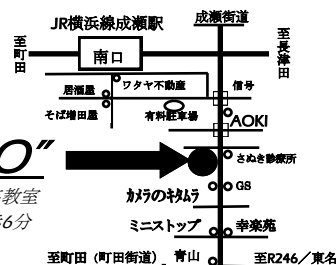 成瀬街道
JR横浜線成瀬駅
至町田
南口
至長津田
ワタヤ不動産
居酒屋
信号
そば増田屋
有料駐車場
AOKI
O"
さぬき診療所
教室
GS
6分
カメラのキタムラ
ミニストップ
幸楽苑
至町田（町田街道）
青山
至R246／東名